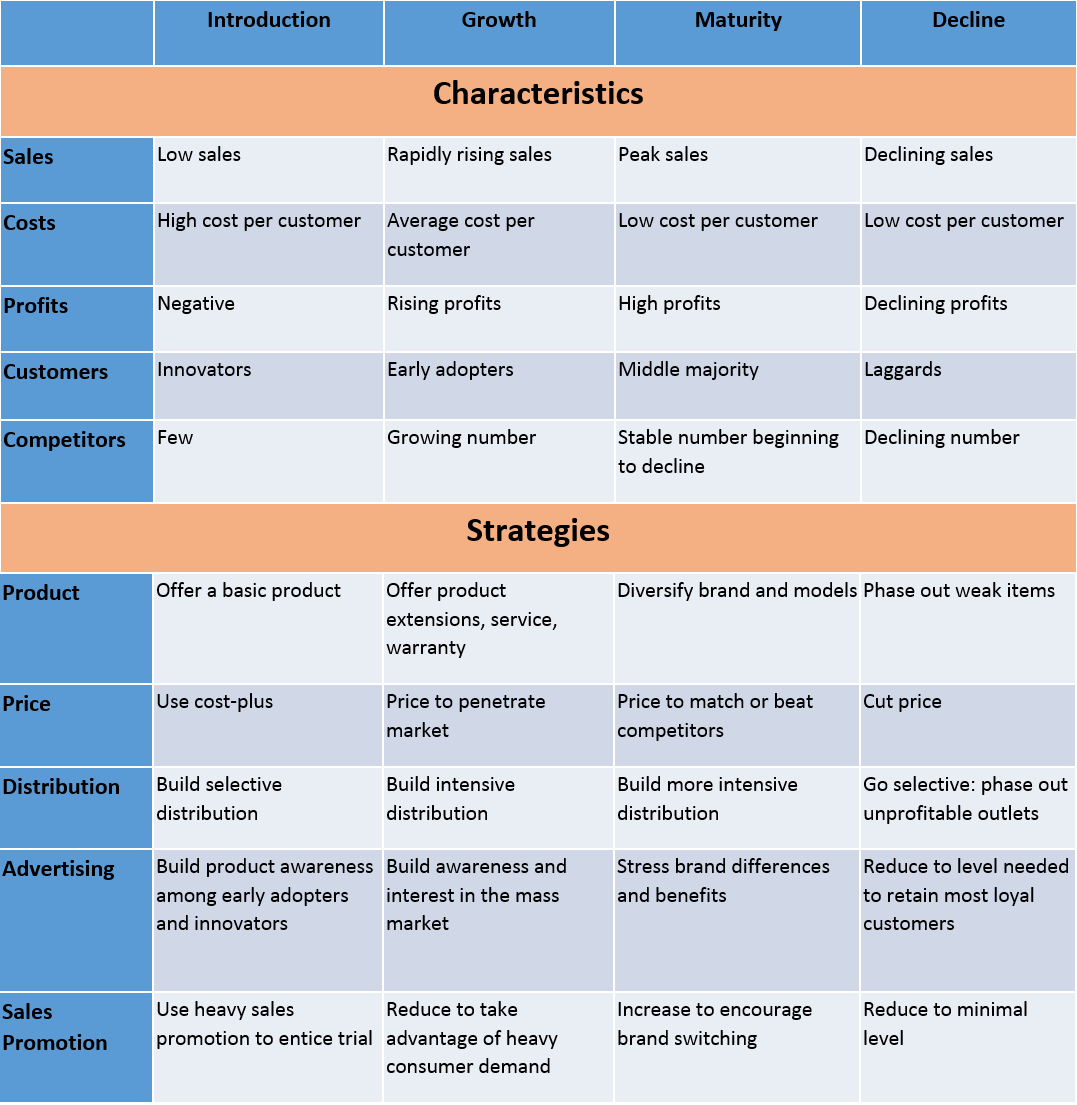 Introduction Growth Maturity Decline
Characteristics
Sales Low sales Rapidly rising sales Peak sales Declining sales
Costs High cost per customer Average cost per Low cost per customer Low cost per customer
customer
Profits Negative Rising profits High profits Declining profits
Customers Innovators Early adopters Middle majority Laggards
Competitors Few Growing number Stable number beginning Declining number
to decline
Strategies
Product Offer a basic product Offer product Diversify brand and models Phase out weak items
extensions, service,
warranty
Price Use cost-plus Price to penetrate Price to match or beat Cut price
market competitors
Distribution Build selective Build intensive Build more intensive Go selective: phase out
distribution distribution distribution unprofitable outlets
Advertising Build product awareness Build awareness and Stress brand differences Reduce to level needed
among early adopters interest in the mass and benefits to retain most loyal
and innovators market customers
Sales Use heavy sales Reduce to take Increase to encourage Reduce to minimal
Promotion promotion to entice trial advantage of heavy brand switching level
consumer demand